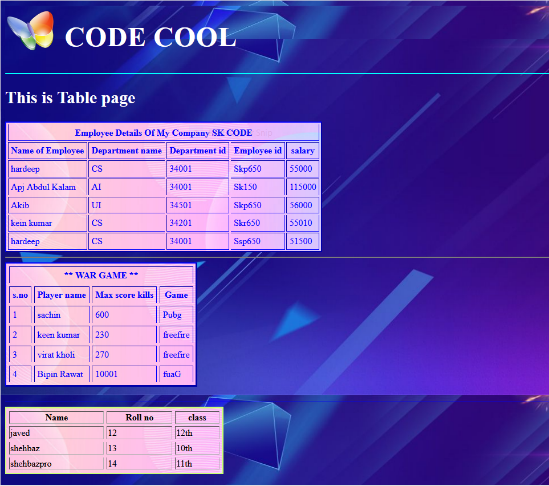 CODE COOL
This is Table page
Employee Details Of My Company SK CODE
Name of Employee Department name Department id Employee id salary
hardeep CS 34001 Skp650 55000
Apj Abdul Kalam AI 34001 Sk150 115000
Akib UI 34501 Skp650 56000
kein kumar CS 34201 Skr650 55010
hardeep CS 34001 Ssp650 51500
** WAR GAME **
s.no Player name Max score kills Game
1 sachin 600 Pubg
2 keen kumar 230 freefire
3 virat kholi 270 freefire
4 Bipin Rawat 10001 fuaG
Name Roll no class
javed 12 12th
shehbaz 13 10th
shehbazpro 14 11th